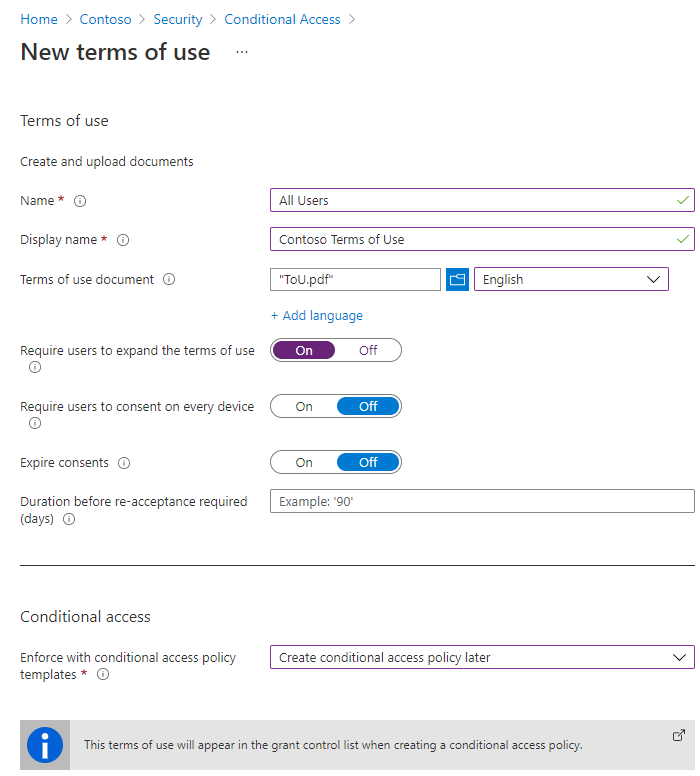 Home > Contoso > Security > Conditional Access >
New terms of use ...
Terms of use
Create and upload documents
Name * All Users
Display name * Contoso Terms of Use
Terms of use document "ToU.pdf" English
+ Add language
Require users to expand the terms of use On Off
Require users to consent on every device On Off
Expire consents On Off
Duration before re-acceptance required Example: '90'
(days)
Conditional access
Enforce with conditional access policy Create conditional access policy later
templates *
This terms of use will appear in the grant control list when creating a conditional access policy.